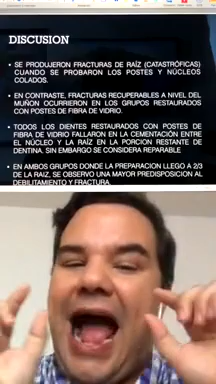 DISCUSION
• SE PRODUJERON FRACTURAS DE RAÍZ (CATASTRÓFICAS)
CUANDO SE PROBARON LOS POSTES Y NÚCLEOS
COLADOS.
• EN CONTRASTE, FRACTURAS RECUPERABLES A NIVEL DEL
MUÑON OCURRIERON EN LOS GRUPOS RESTAURADOS
CON POSTES DE FIBRA DE VIDRIO.
• TODOS LOS DIENTES RESTAURADOS CON POSTES DE
FIBRA DE VIDRIO FALLARON EN LA CEMENTACIÓN ENTRE
EL NÚCLEO Y LA RAÍZ EN LA PORCION RESTANTE DE
DENTINA. SIN EMBARGO SE CONSIDERA REPARABLE
• EN AMBOS GRUPOS DONDE LA PREPARACION LLEGO A 2/3
DE LA RAIZ, SE OBSERVO UNA MAYOR PREDISPOSICION AL
DEBILITAMIENTO Y FRACTURA.